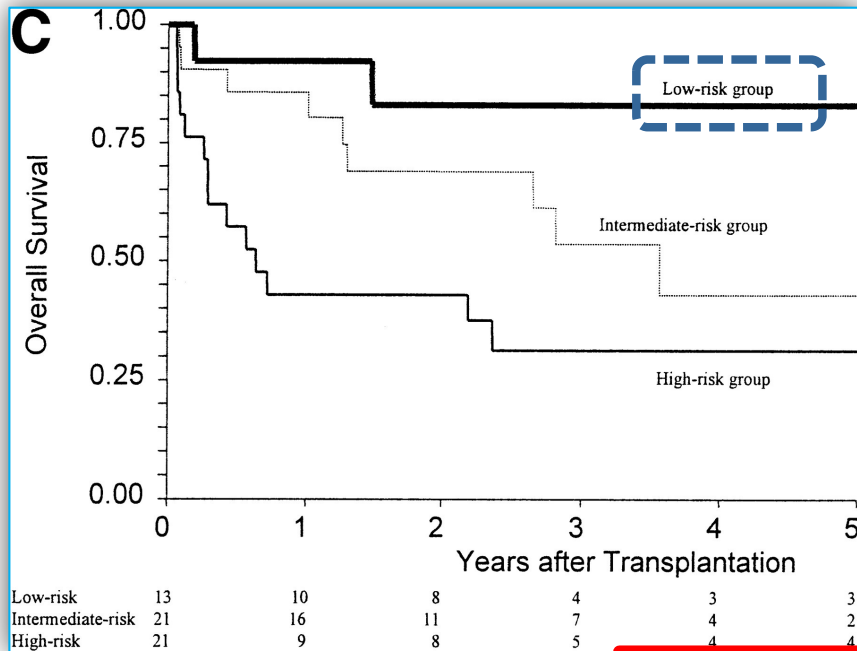 C
1.00
0.75
0.50
0.25
0.00
Overall Survival
Low-risk group
Intermediate-risk group
High-risk group
0 1 2 3 4 5
Years after Transplantation
Low-risk 13 10 8 4 3 3
Intermediate-risk 21 16 11 7 4 2
High-risk 21 9 8 5 4 4